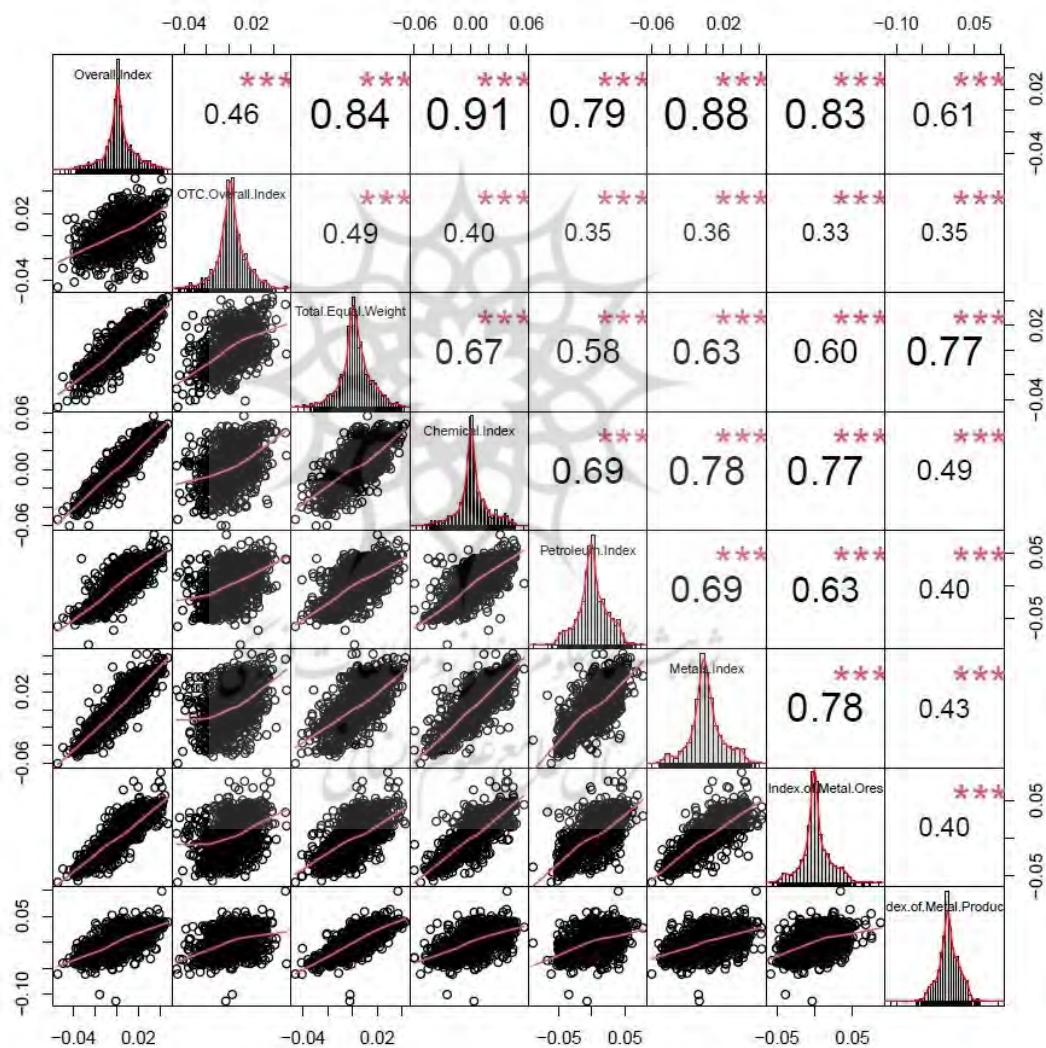 −0.04 0.02 −0.06 0.00 0.06 −0.06 0.02 −0.10 0.05
Overall.Index 0.46 *** 0.84 *** 0.91 *** 0.79 *** 0.88 *** 0.83 *** 0.61 *** −0.04 0.02
−0.04 0.02 OTC.Overall.Index 0.49 *** 0.40 *** 0.35 *** 0.36 *** 0.33 *** 0.35 ***
Total.Equal.Weight 0.67 *** 0.58 *** 0.63 *** 0.60 *** 0.77 *** −0.04 0.02
−0.06 0.00 0.06 Chemical.Index 0.69 *** 0.78 *** 0.77 *** 0.49 ***
Petroleum.Index 0.69 *** 0.63 *** 0.40 *** −0.05 0.05
−0.06 0.02 Metals.Index 0.78 *** 0.43 ***
Index.of.Metal.Ores 0.40 *** −0.05 0.05
−0.10 0.05 dex.of.Metal.Produc
−0.04 0.02 −0.04 0.02 −0.05 0.05 −0.05 0.05